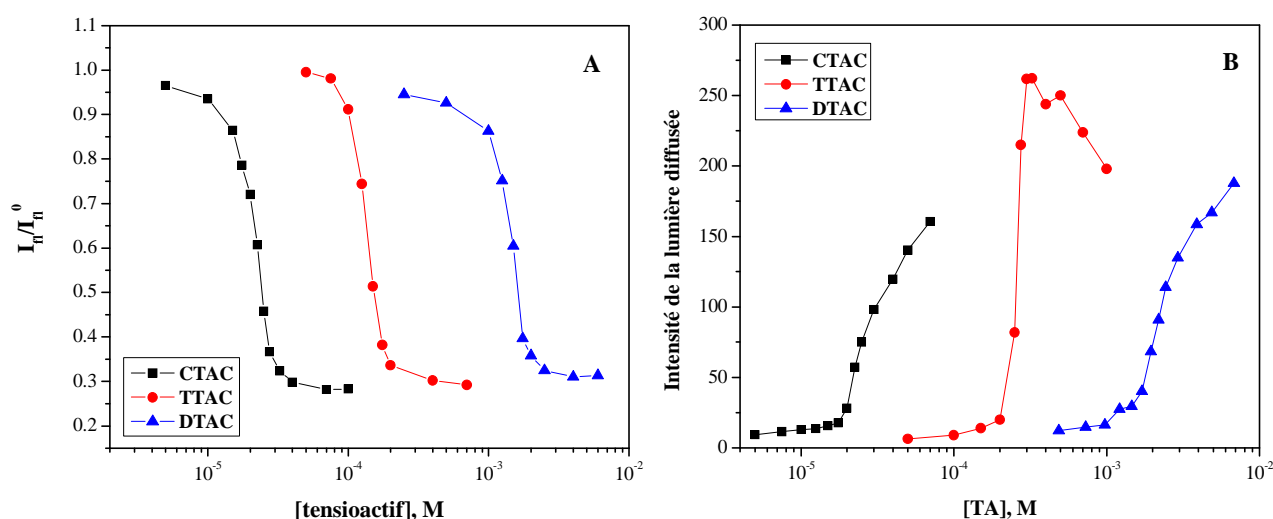 A
I_fl/I_fl^0
1.1
1.0
0.9
0.8
0.7
0.6
0.5
0.4
0.3
0.2
CTAC
TTAC
DTAC
10^-5
10^-4
10^-3
10^-2
[tensioactif], M
B
Intensité de la lumière diffusée
300
250
200
150
100
50
0
CTAC
TTAC
DTAC
10^-5
10^-4
10^-3
10^-2
[TA], M